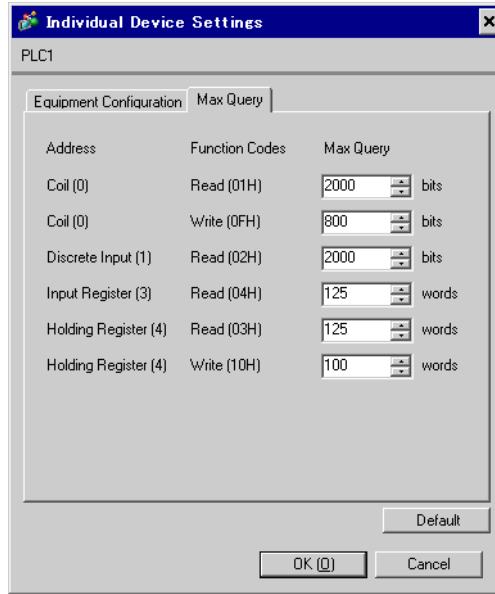 Individual Device Settings
PLC1
Equipment Configuration Max Query
Address Function Codes Max Query
Coil (0) Read (01H) 2000 bits
Coil (0) Write (0FH) 800 bits
Discrete Input (1) Read (02H) 2000 bits
Input Register (3) Read (04H) 125 words
Holding Register (4) Read (03H) 125 words
Holding Register (4) Write (10H) 100 words
Default
OK (O) Cancel